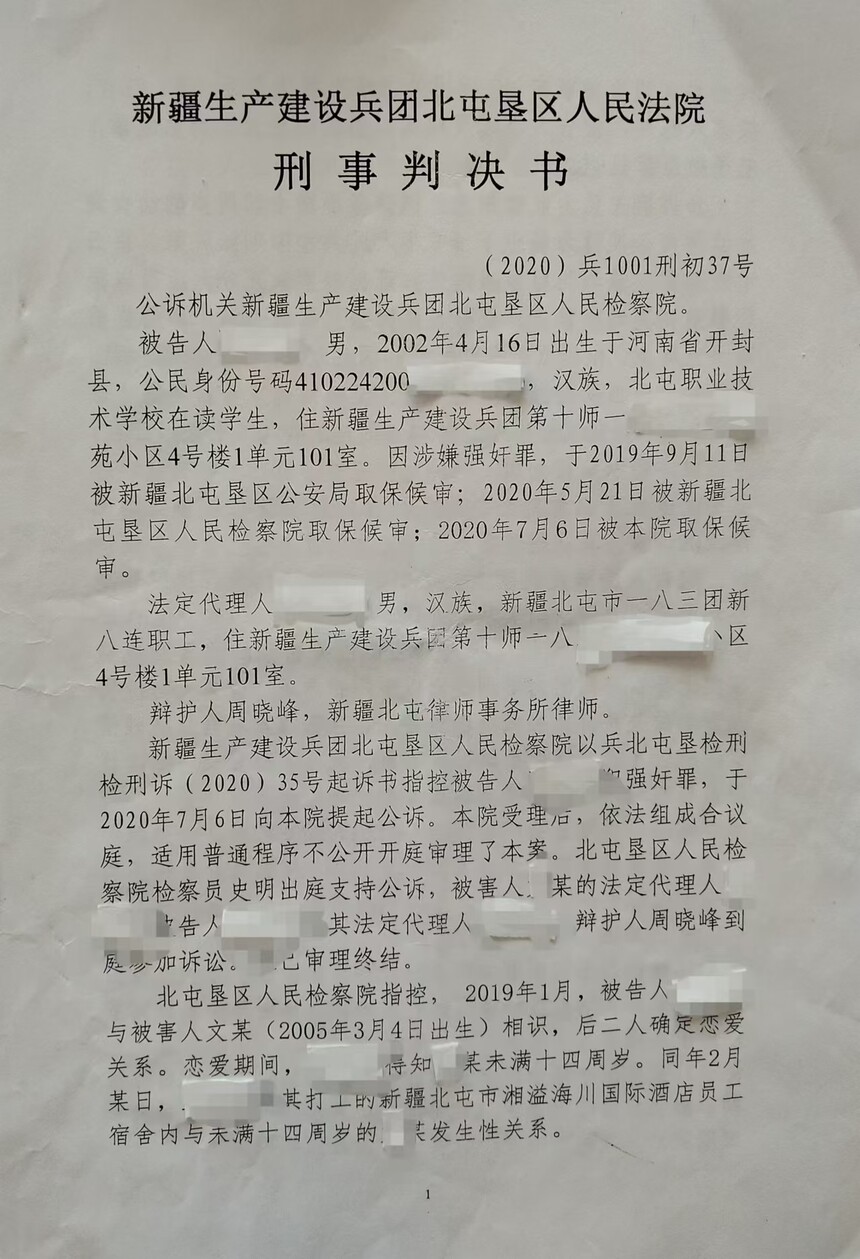 新疆生产建设兵团北屯垦区人民法院
刑事判决书
（2020）兵1001刑初37号
公诉机关新疆生产建设兵团北屯垦区人民检察院。
被告人 男，2002年4月16日出生于河南省开封
县，公民身份号码410224200 ，汉族，北屯职业技
术学校在读学生，住新疆生产建设兵团第十师一
苑小区4号楼1单元101室。因涉嫌强奸罪，于2019年9月11日
被新疆北屯垦区公安局取保候审；2020年5月21日被新疆北
屯垦区人民检察院取保候审；2020年7月6日被本院取保候
审。
法定代理人 男，汉族，新疆北屯市一八三团新
八连职工，住新疆生产建设兵团第十师一八 区
4号楼1单元101室。
辩护人周晓峰，新疆北屯律师事务所律师。
新疆生产建设兵团北屯垦区人民检察院以兵北屯垦检刑
检刑诉（2020）35号起诉书指控被告人 强奸罪，于
2020年7月6日向本院提起公诉。本院受理后，依法组成合议
庭，适用普通程序不公开开庭审理了本案。北屯垦区人民检
察院检察员史明出庭支持公诉，被害人 某的法定代理人
告人 其法定代理人 辩护人周晓峰到
庭参加诉讼。 已审理终结。
北屯垦区人民检察院指控， 2019年1月，被告人
与被害人文某（2005年3月4日出生）相识，后二人确定恋爱
关系。恋爱期间， 得知 某未满十四周岁。同年2月
某日， 其打工的新疆北屯市湘溢海川国际酒店员工
宿舍内与未满十四周岁的 某发生性关系。
1